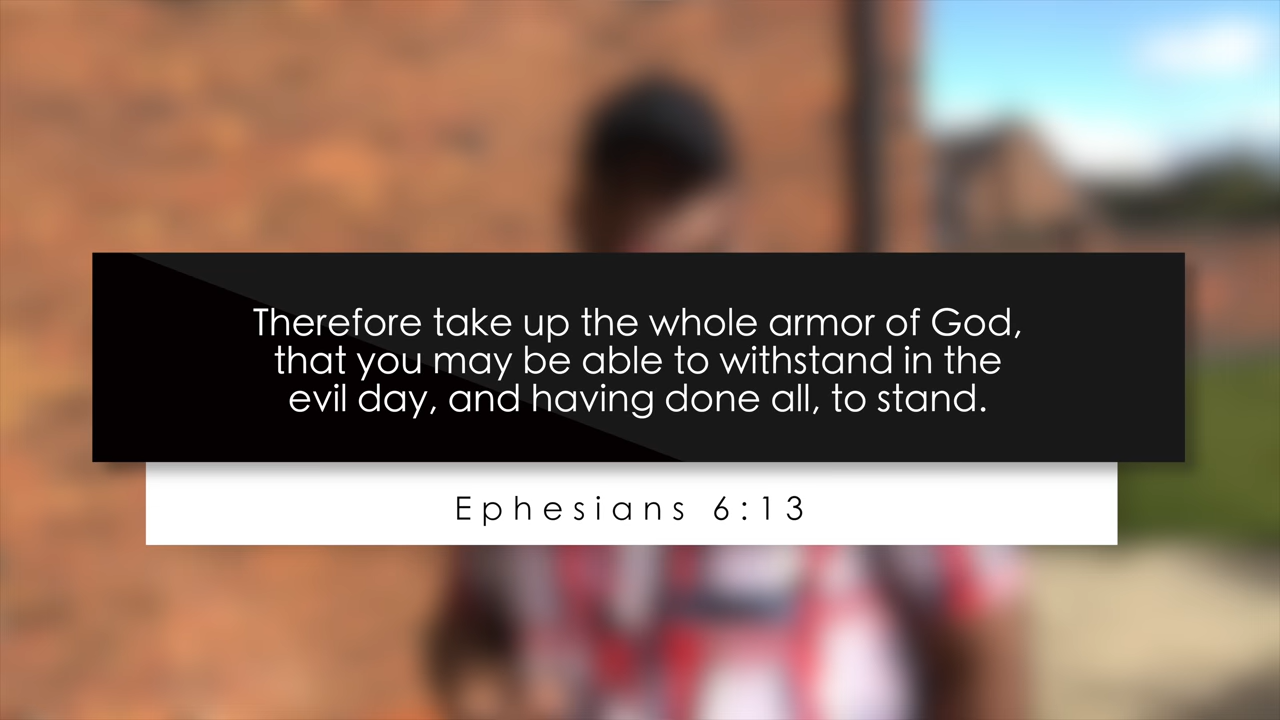 Therefore take up the whole armor of God,
that you may be able to withstand in the
evil day, and having done all, to stand.
Ephesians 6:13